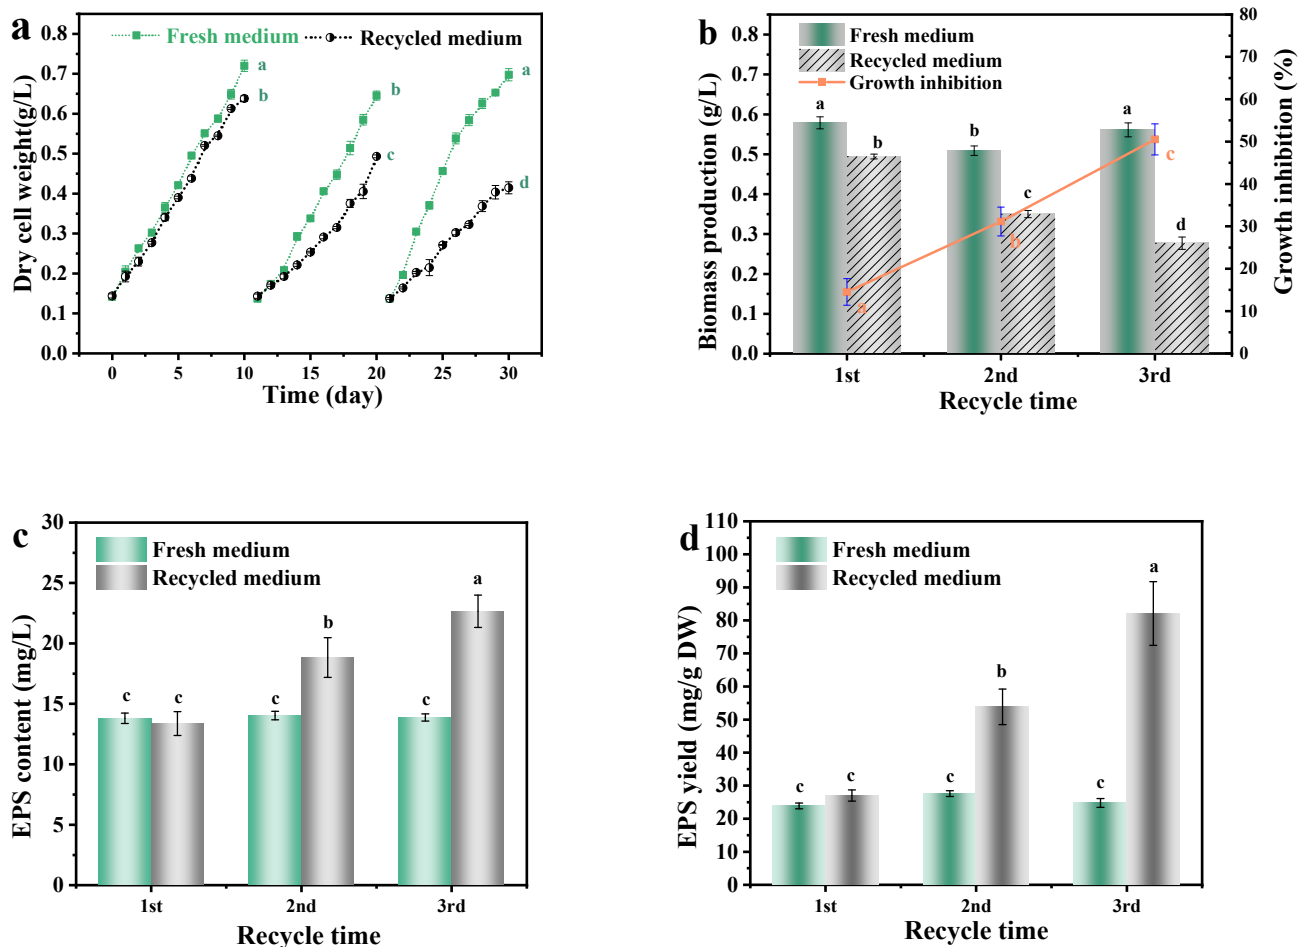 a
Fresh medium
Recycled medium
Dry cell weight(g/L)
0.8
0.7
0.6
0.5
0.4
0.3
0.2
0.1
0.0
a
b
b
c
a
d
0 5 10 15 20 25 30
Time (day)
b
Fresh medium
Recycled medium
Growth inhibition
Biomass production (g/L)
0.8
0.7
0.6
0.5
0.4
0.3
0.2
0.1
0.0
Growth inhibition (%)
80
70
60
50
40
30
20
10
0
a
b
b
c
a
d
a
b
c
1st 2nd 3rd
Recycle time
c
Fresh medium
Recycled medium
EPS content (mg/L)
30
25
20
15
10
5
0
c
c
c
b
c
a
1st 2nd 3rd
Recycle time
d
Fresh medium
Recycled medium
EPS yield (mg/g DW)
110
100
90
80
70
60
50
40
30
20
10
0
c
c
c
b
c
a
1st 2nd 3rd
Recycle time